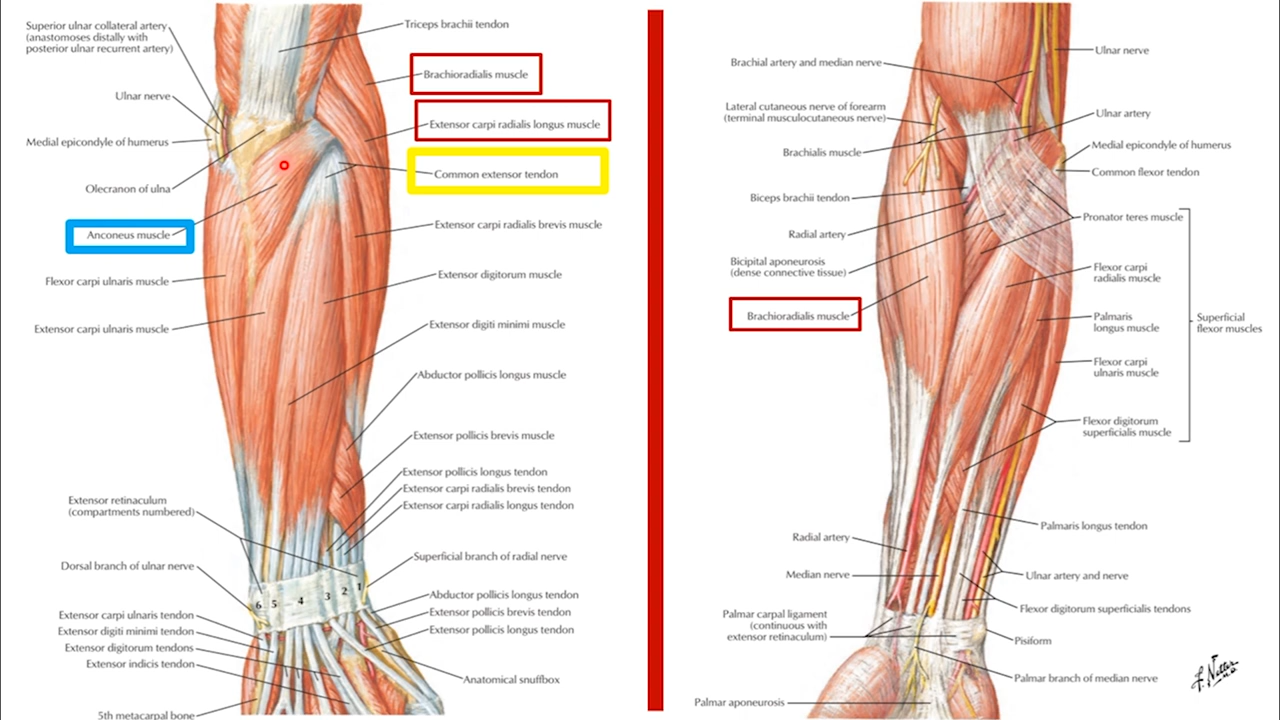 Superior ulnar collateral artery
(anastomoses distally with
posterior ulnar recurrent artery)
Ulnar nerve
Medial epicondyle of humerus
Olecranon of ulna
Anconeus muscle
Flexor carpi ulnaris muscle
Extensor carpi ulnaris muscle
Extensor retinaculum
(compartments numbered)
Dorsal branch of ulnar nerve
Extensor carpi ulnaris tendon
Extensor digiti minimi tendon
Extensor digitorum tendons
Extensor indicis tendon
5th metacarpal bone
6 5 4 3 2 1
Triceps brachii tendon
Brachioradialis muscle
Extensor carpi radialis longus muscle
Common extensor tendon
Extensor carpi radialis brevis muscle
Extensor digitorum muscle
Extensor digiti minimi muscle
Abductor pollicis longus muscle
Extensor pollicis brevis muscle
Extensor pollicis longus tendon
Extensor carpi radialis brevis tendon
Extensor carpi radialis longus tendon
Superficial branch of radial nerve
Abductor pollicis longus tendon
Extensor pollicis brevis tendon
Extensor pollicis longus tendon
Anatomical snuffbox
Brachial artery and median nerve
Lateral cutaneous nerve of forearm
(terminal musculocutaneous nerve)
Brachialis muscle
Biceps brachii tendon
Radial artery
Bicipital aponeurosis
(dense connective tissue)
Brachioradialis muscle
Radial artery
Median nerve
Palmar carpal ligament
(continuous with
extensor retinaculum)
Palmar aponeurosis
Ulnar nerve
Ulnar artery
Medial epicondyle of humerus
Common flexor tendon
Pronator teres muscle
Flexor carpi
radialis muscle
Palmaris
longus muscle
Superficial
flexor muscles
Flexor carpi
ulnaris muscle
Flexor digitorum
superficialis muscle
Palmaris longus tendon
Ulnar artery and nerve
Flexor digitorum superficialis tendons
Pisiform
Palmar branch of median nerve
F. Netter
M.D.